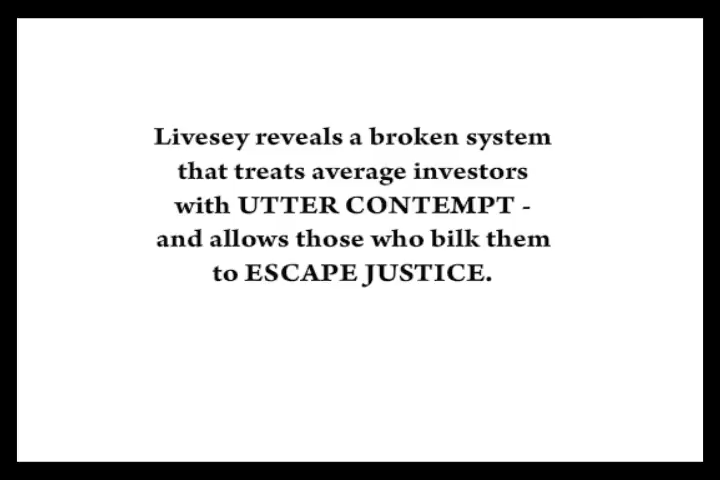 Livesey reveals a broken system
that treats average investors
with UTTER CONTEMPT -
and allows those who bilk them
to ESCAPE JUSTICE.